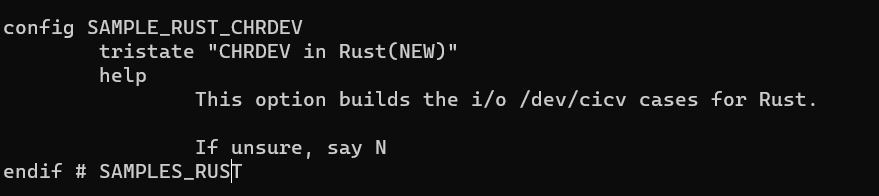 config SAMPLE_RUST_CHRDEV
tristate "CHRDEV in Rust(NEW)"
help
This option builds the i/o /dev/cicv cases for Rust.
If unsure, say N
endif # SAMPLES_RUST